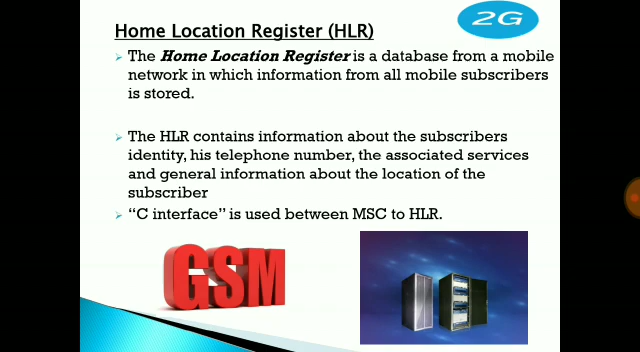 2G
Home Location Register (HLR)
The Home Location Register is a database from a mobile
network in which information from all mobile subscribers
is stored.
The HLR contains information about the subscribers
identity, his telephone number, the associated services
and general information about the location of the
subscriber
“C interface” is used between MSC to HLR.
GSM